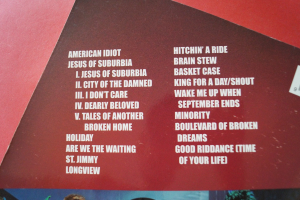 AMERICAN IDIOT
JESUS OF SUBURBIA
I. JESUS OF SUBURBIA
II. CITY OF THE DAMNED
III. I DON'T CARE
IV. DEARLY BELOVED
V. TALES OF ANOTHER
BROKEN HOME
HOLIDAY
ARE WE THE WAITING
ST. JIMMY
LONGVIEW
HITCHIN' A RIDE
BRAIN STEW
BASKET CASE
KING FOR A DAY/SHOUT
WAKE ME UP WHEN
SEPTEMBER ENDS
MINORITY
BOULEVARD OF BROKEN
DREAMS
GOOD RIDDANCE (TIME
OF YOUR LIFE)